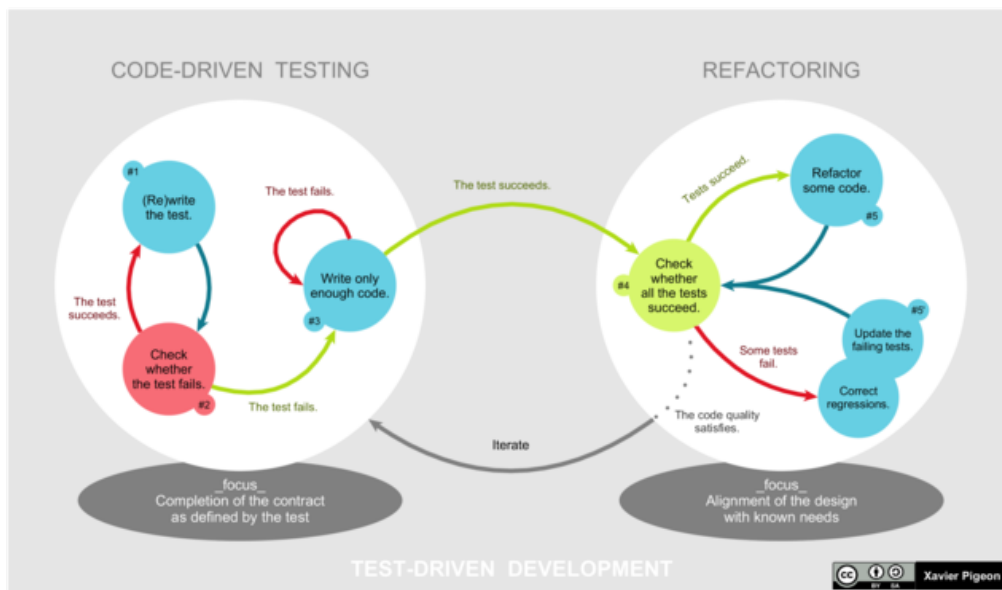 CODE-DRIVEN TESTING
#1
(Re)write
the test.
The test
succeeds.
Check
whether
the test fails.
#2
The test fails.
The test fails.
Write only
enough code.
#3
_focus_
Completion of the contract
as defined by the test
The test succeeds.
Iterate
REFACTORING
Tests succeed.
Refactor
some code.
#5
#4
Check
whether
all the tests
succeed.
#5'
Update the
failing tests.
Some tests
fail.
Correct
regressions.
The code quality
satisfies.
_focus_
Alignment of the design
with known needs
TEST-DRIVEN DEVELOPMENT
cc
BY SA
Xavier Pigeon